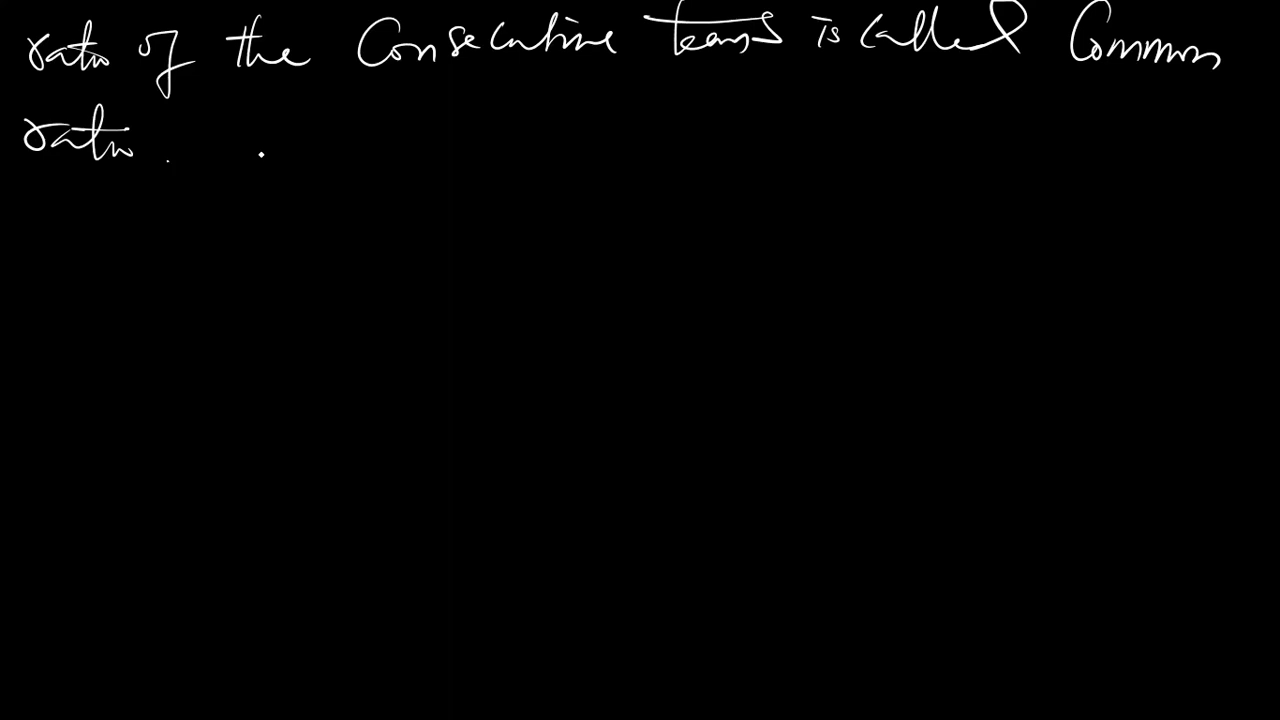 ratio of the Consecutive terms is called Common
ratio .